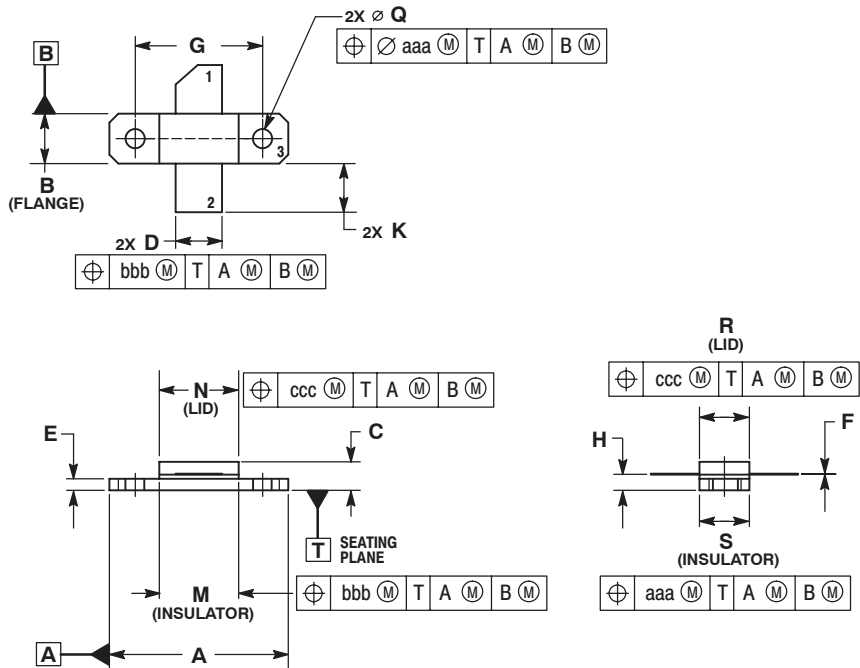 2X ⌀ Q
⌖ ⌀ aaa Ⓜ T A Ⓜ B Ⓜ
G
B
1
3
B
(FLANGE)
2
2X K
2X D
⌖ bbb Ⓜ T A Ⓜ B Ⓜ
R
(LID)
⌖ ccc Ⓜ T A Ⓜ B Ⓜ
N
(LID)
⌖ ccc Ⓜ T A Ⓜ B Ⓜ
E
C
H
F
T
SEATING
PLANE
S
(INSULATOR)
M
(INSULATOR)
⌖ bbb Ⓜ T A Ⓜ B Ⓜ
⌖ aaa Ⓜ T A Ⓜ B Ⓜ
A
A